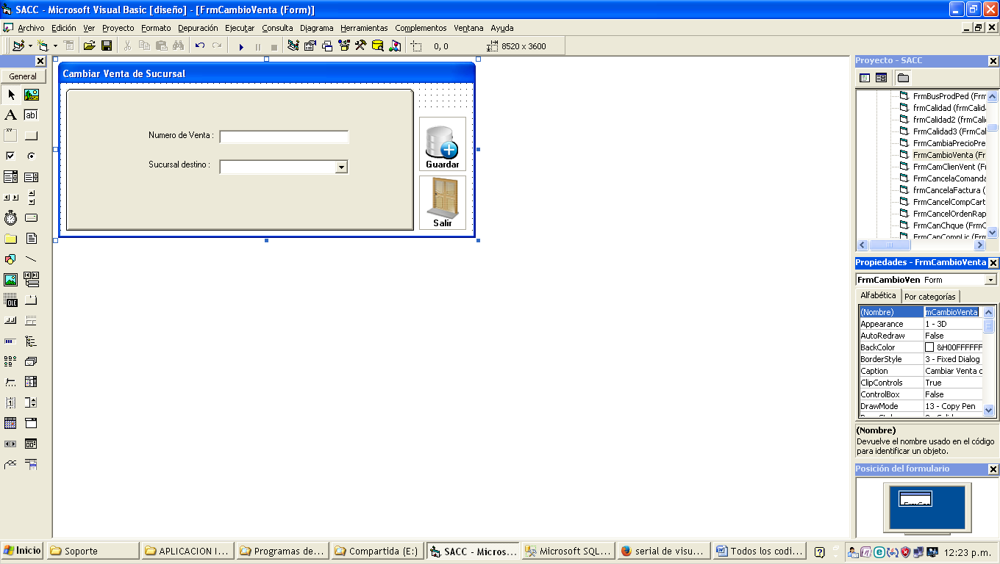 SACC - Microsoft Visual Basic [diseño] - [FrmCambioVenta (Form)]
Archivo Edición Ver Proyecto Formato Depuración Ejecutar Consulta Diagrama Herramientas Complementos Ventana Ayuda
0, 0
8520 x 3600
General
A
ab|
xy
OLE
Cambiar Venta de Sucursal
Numero de Venta :
Sucursal destino :
Guardar
Salir
Proyecto - SACC
FrmBusProdPed (Frm
frmCalidad (frmCalida
frmCalidad2 (frmCali
frmCalidad3 (FrmCal
FrmCambiaPrecioPre
FrmCambioVenta (Fr
FrmCamClienVent (Fr
FrmCancelaComanda
frmCancelaFactura (
FrmCancelCompCart
FrmCancelOrdenRap
FrmCanChque (FrmC
FrmCanCompLic (Frm
Propiedades - FrmCambioVenta
FrmCambioVen Form
Alfabética Por categorías
(Nombre) mCambioVenta
Appearance 1 - 3D
AutoRedraw False
BackColor &H00FFFFFF
BorderStyle 3 - Fixed Dialog
Caption Cambiar Venta d
ClipControls True
ControlBox False
DrawMode 13 - Copy Pen
(Nombre)
Devuelve el nombre usado en el código
para identificar un objeto.
Posición del formulario
Inicio
Soporte
APLICACION I...
Programas de...
Compartida (E:)
SACC - Micros...
Microsoft SQL...
serial de visu...
Todos los codi...
12:23 p.m.